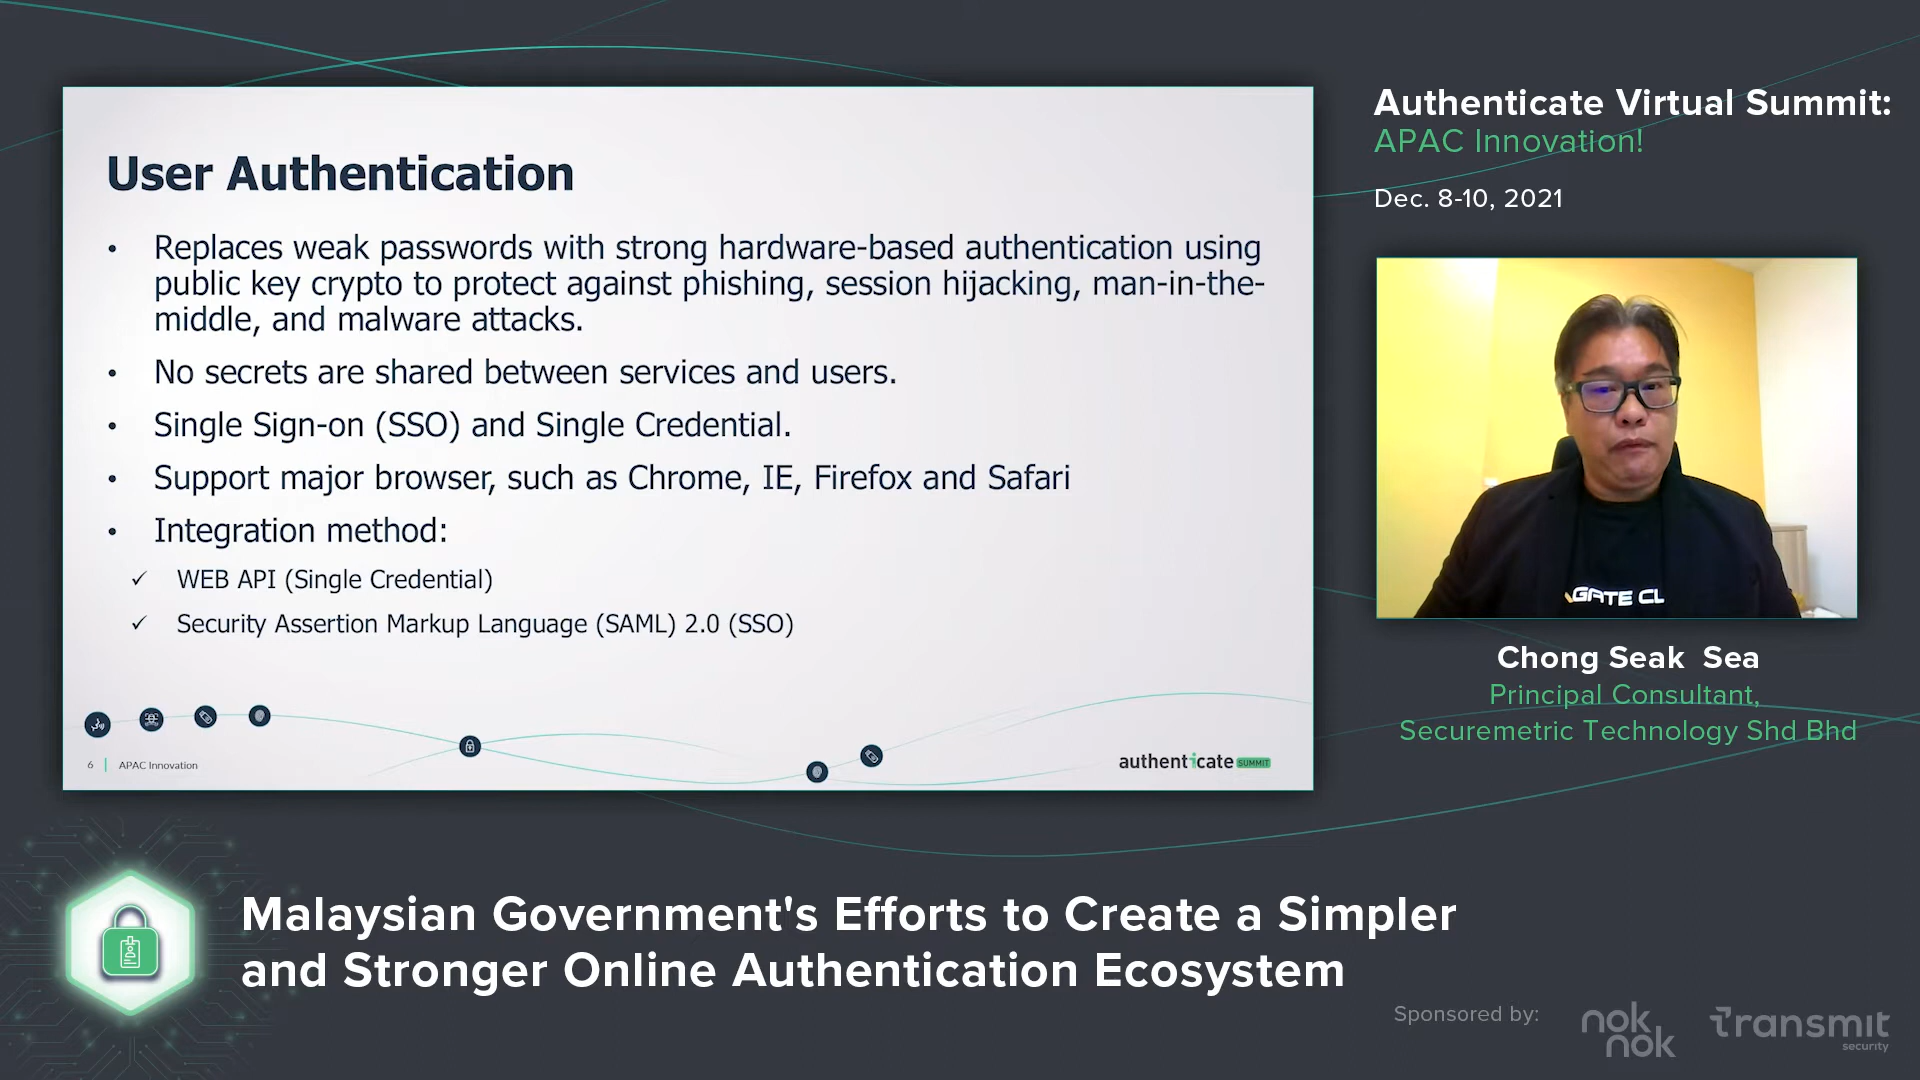 User Authentication
• Replaces weak passwords with strong hardware-based authentication using
public key crypto to protect against phishing, session hijacking, man-in-the-
middle, and malware attacks.
• No secrets are shared between services and users.
• Single Sign-on (SSO) and Single Credential.
• Support major browser, such as Chrome, IE, Firefox and Safari
• Integration method:
✓ WEB API (Single Credential)
✓ Security Assertion Markup Language (SAML) 2.0 (SSO)
6 | APAC Innovation
authenticate SUMMIT
Authenticate Virtual Summit:
APAC Innovation!
Dec. 8-10, 2021
GATE CL
Chong Seak Sea
Principal Consultant,
Securemetric Technology Shd Bhd
Malaysian Government's Efforts to Create a Simpler
and Stronger Online Authentication Ecosystem
Sponsored by:
nok
nok
Transmit
security